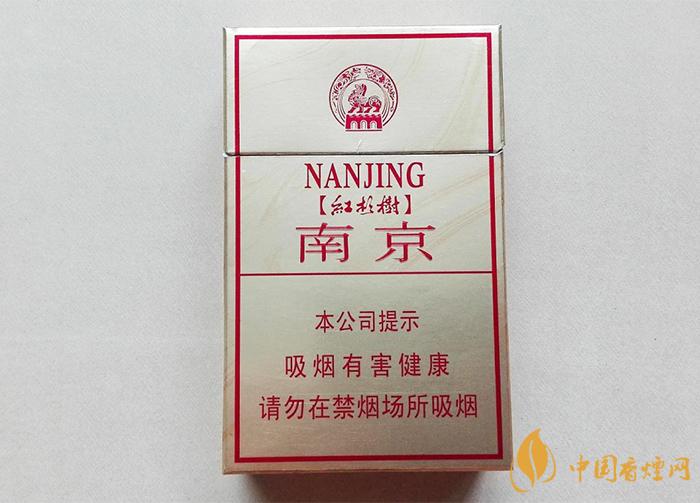 NANJING
【紅杉樹】
南京
本公司提示
吸烟有害健康
请勿在禁烟场所吸烟
中国香烟网